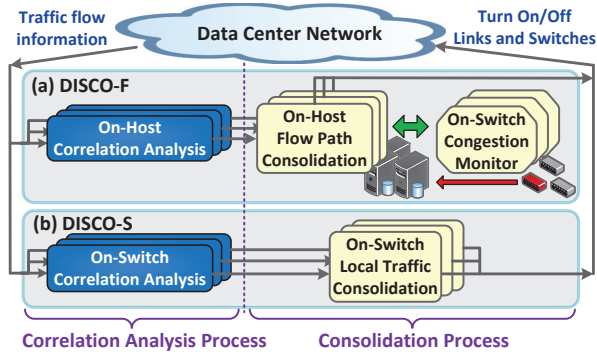 Traffic flow
information
Data Center Network
Turn On/Off
Links and Switches
(a) DISCO-F
On-Host
Correlation Analysis
On-Host
Flow Path
Consolidation
On-Switch
Congestion
Monitor
(b) DISCO-S
On-Switch
Correlation Analysis
On-Switch
Local Traffic
Consolidation
Correlation Analysis Process
Consolidation Process